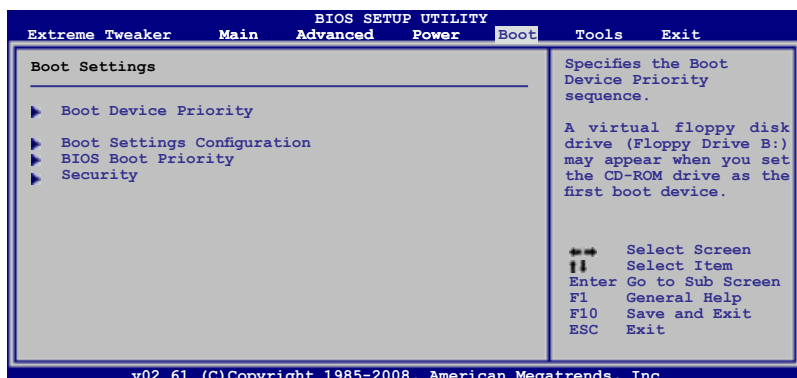 BIOS SETUP UTILITY
Extreme Tweaker Main Advanced Power Boot Tools Exit
Boot Settings
Boot Device Priority
Boot Settings Configuration
BIOS Boot Priority
Security
Specifies the Boot
Device Priority
sequence.
A virtual floppy disk
drive (Floppy Drive B:)
may appear when you set
the CD-ROM drive as the
first boot device.
Select Screen
Select Item
Enter Go to Sub Screen
F1 General Help
F10 Save and Exit
ESC Exit
v02.61 (C)Copyright 1985-2008, American Megatrends, Inc.